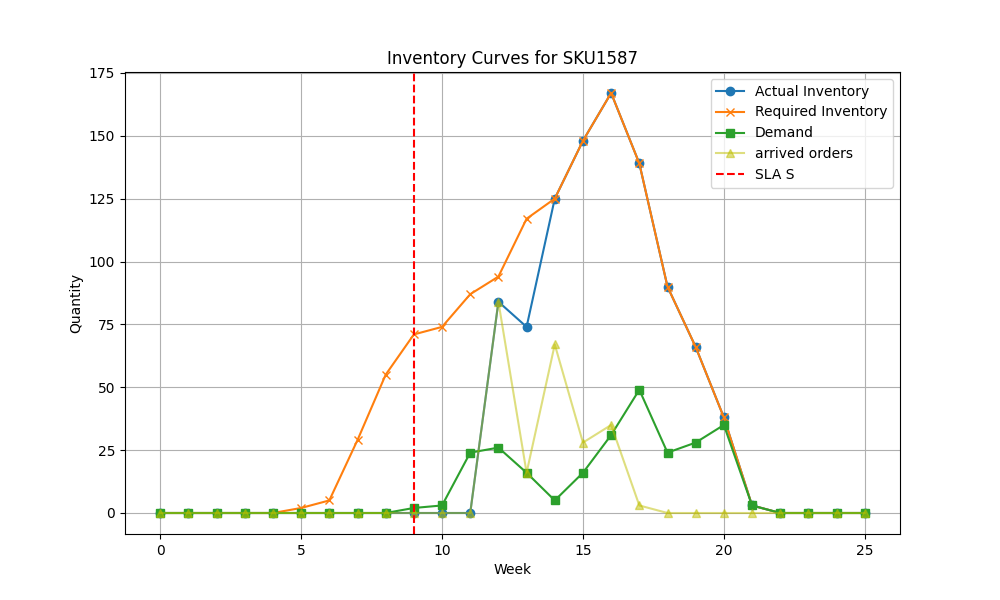 Inventory Curves for SKU1587
175
150
125
100
75
50
25
0
Quantity
Actual Inventory
Required Inventory
Demand
arrived orders
SLA S
0 5 10 15 20 25
Week